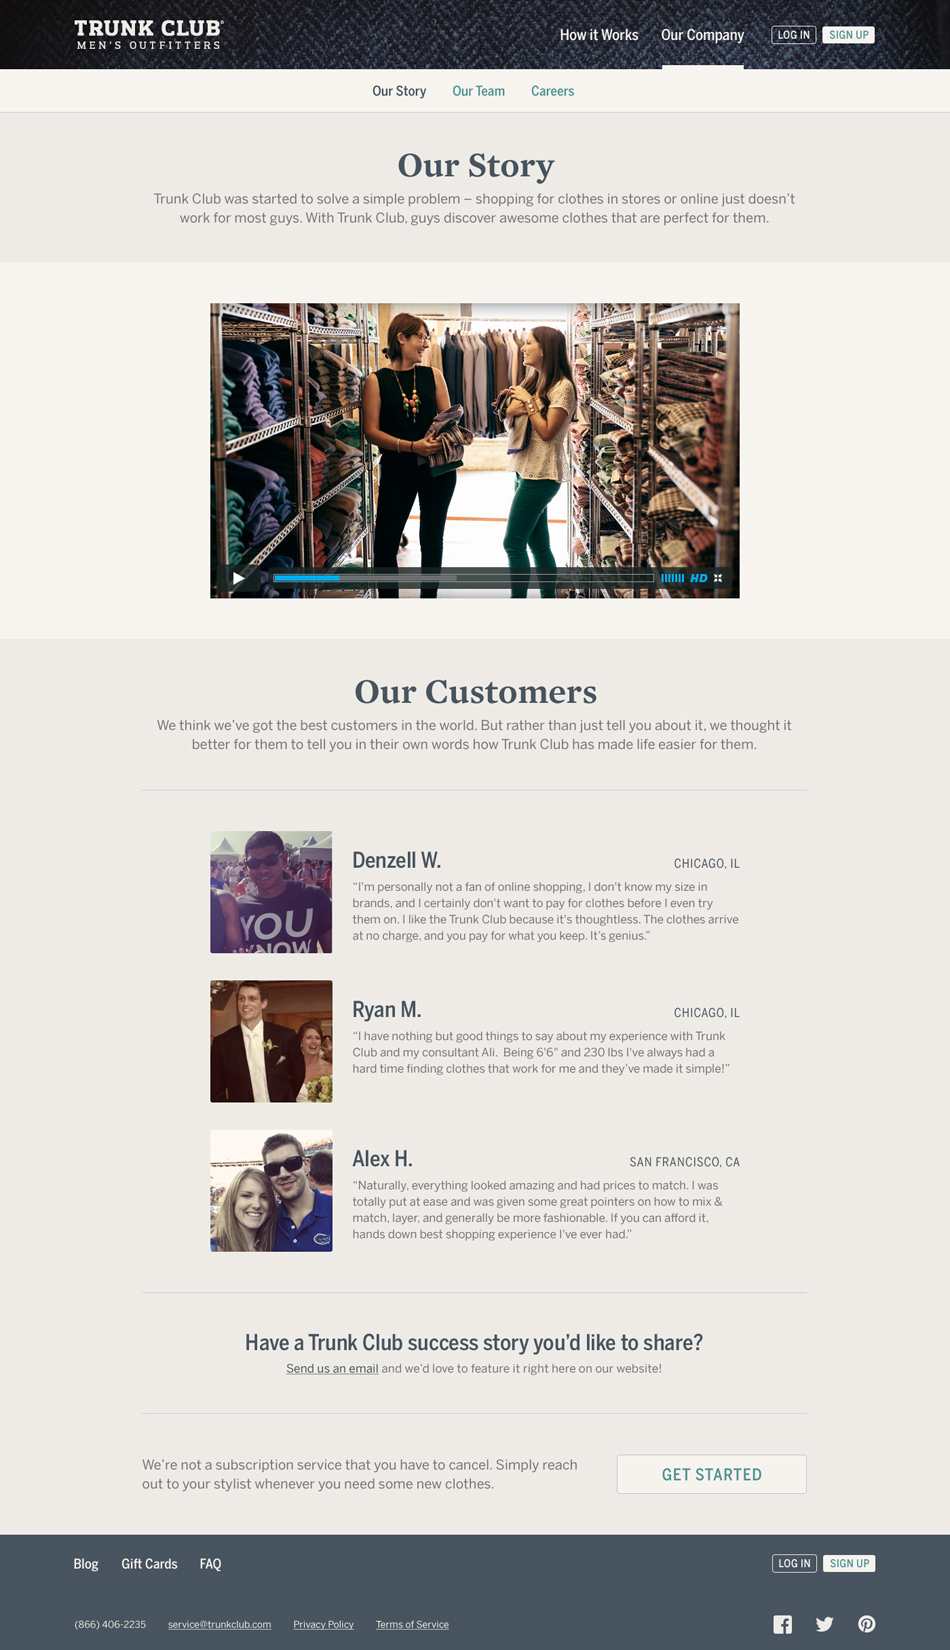 TRUNK CLUB®
MEN'S OUTFITTERS
How it Works Our Company LOG IN SIGN UP
Our Story Our Team Careers
Our Story
Trunk Club was started to solve a simple problem – shopping for clothes in stores or online just doesn't
work for most guys. With Trunk Club, guys discover awesome clothes that are perfect for them.
HD
Our Customers
We think we've got the best customers in the world. But rather than just tell you about it, we thought it
better for them to tell you in their own words how Trunk Club has made life easier for them.
YOU
KNOW
Denzell W. CHICAGO, IL
“I'm personally not a fan of online shopping, I don't know my size in
brands, and I certainly don't want to pay for clothes before I even try
them on. I like the Trunk Club because it's thoughtless. The clothes arrive
at no charge, and you pay for what you keep. It's genius.”
Ryan M. CHICAGO, IL
“I have nothing but good things to say about my experience with Trunk
Club and my consultant Ali.  Being 6'6" and 230 lbs I've always had a
hard time finding clothes that work for me and they've made it simple!”
Alex H. SAN FRANCISCO, CA
“Naturally, everything looked amazing and had prices to match. I was
totally put at ease and was given some great pointers on how to mix &
match, layer, and generally be more fashionable. If you can afford it,
hands down best shopping experience I've ever had.”
Have a Trunk Club success story you'd like to share?
Send us an email and we'd love to feature it right here on our website!
We're not a subscription service that you have to cancel. Simply reach
out to your stylist whenever you need some new clothes.
GET STARTED
Blog Gift Cards FAQ LOG IN SIGN UP
(866) 406-2235 service@trunkclub.com Privacy Policy Terms of Service